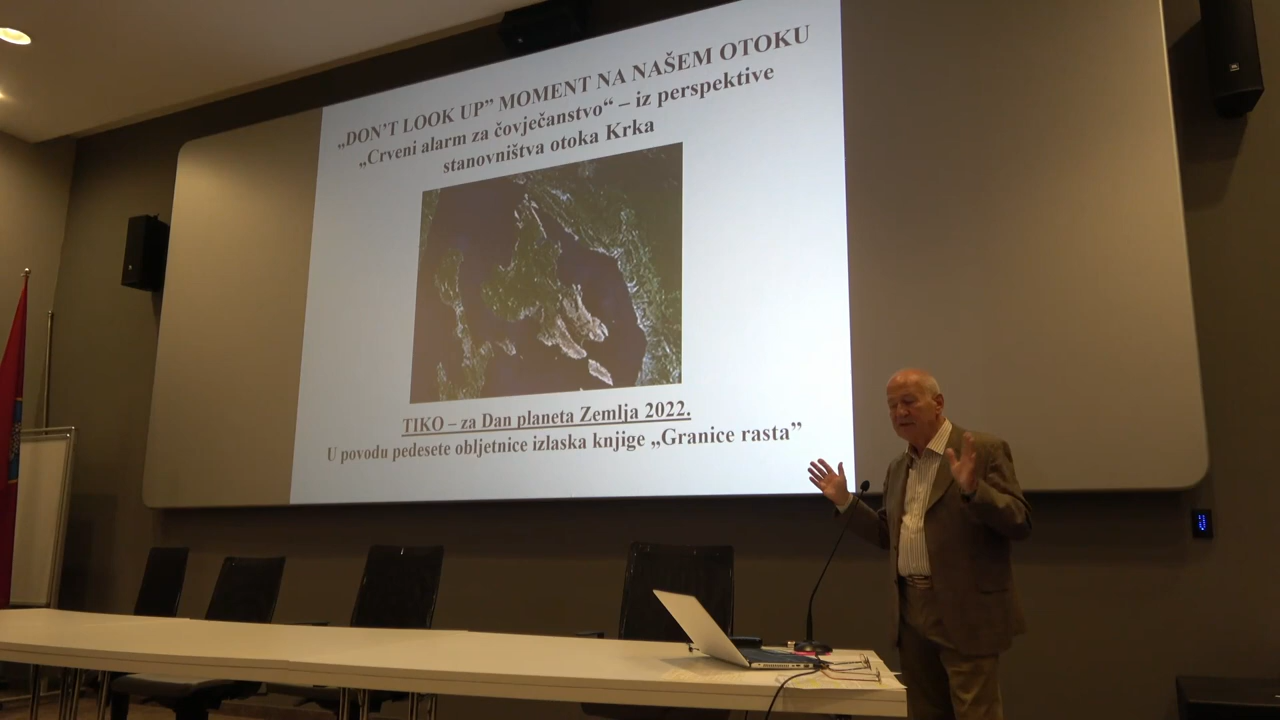 „DON’T LOOK UP” MOMENT NA NAŠEM OTOKU
„Crveni alarm za čovječanstvo“ – iz perspektive
stanovništva otoka Krka
TIKO – za Dan planeta Zemlja 2022.
U povodu pedesete obljetnice izlaska knjige „Granice rasta”